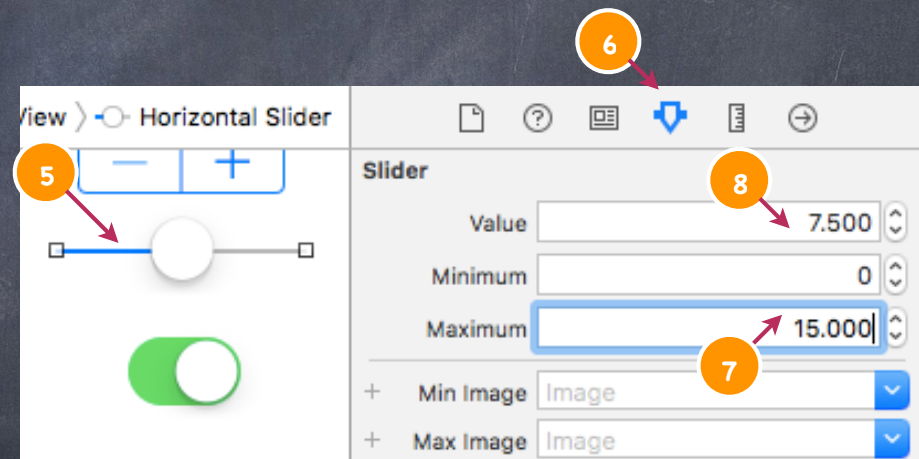 6
View 〉 Horizontal Slider
5
Slider
8
Value 7.500
Minimum 0
Maximum 15.000
7
+ Min Image Image
+ Max Image Image